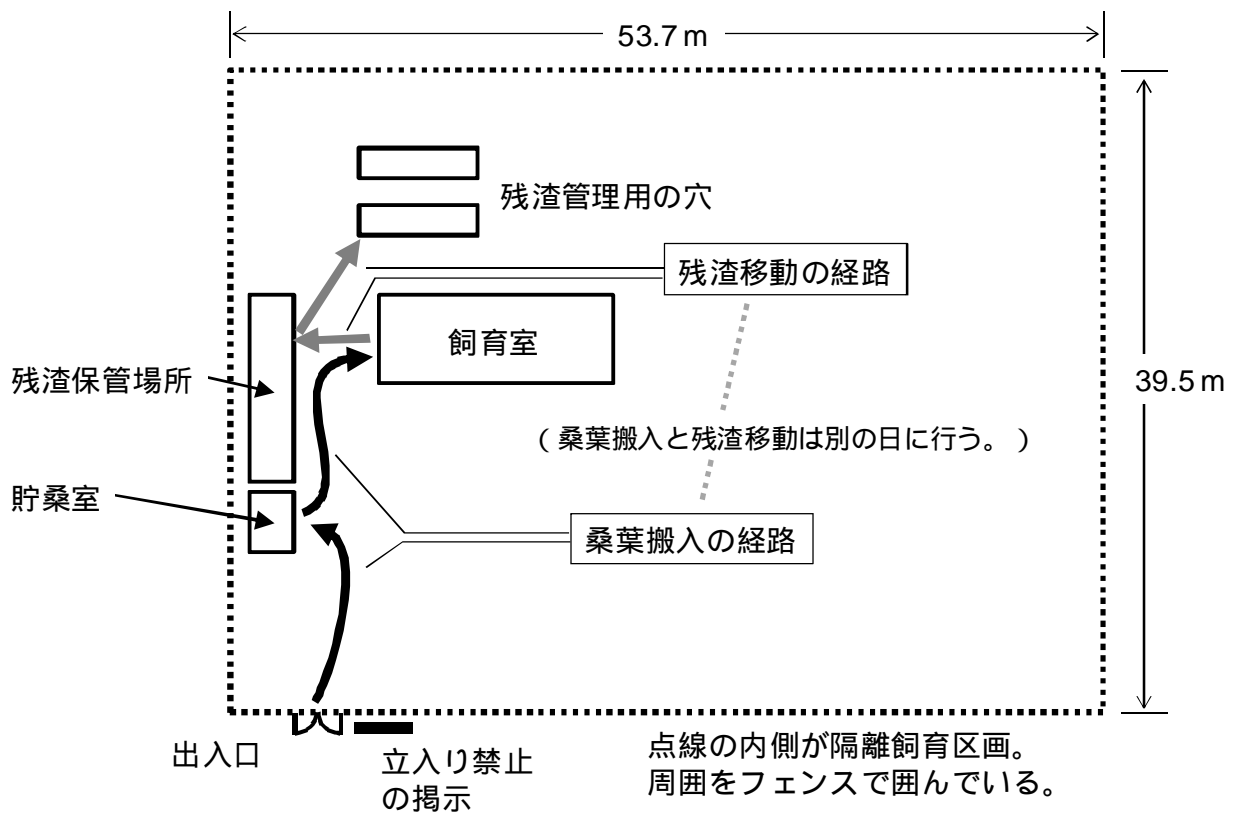 53.7 m
残渣管理用の穴
残渣移動の経路
飼育室
残渣保管場所
39.5 m
( 桑葉搬入と残渣移動は別の日に行う。 )
貯桑室
桑葉搬入の経路
出入口
立入り禁止
の掲示
点線の内側が隔離飼育区画。
周囲をフェンスで囲んでいる。